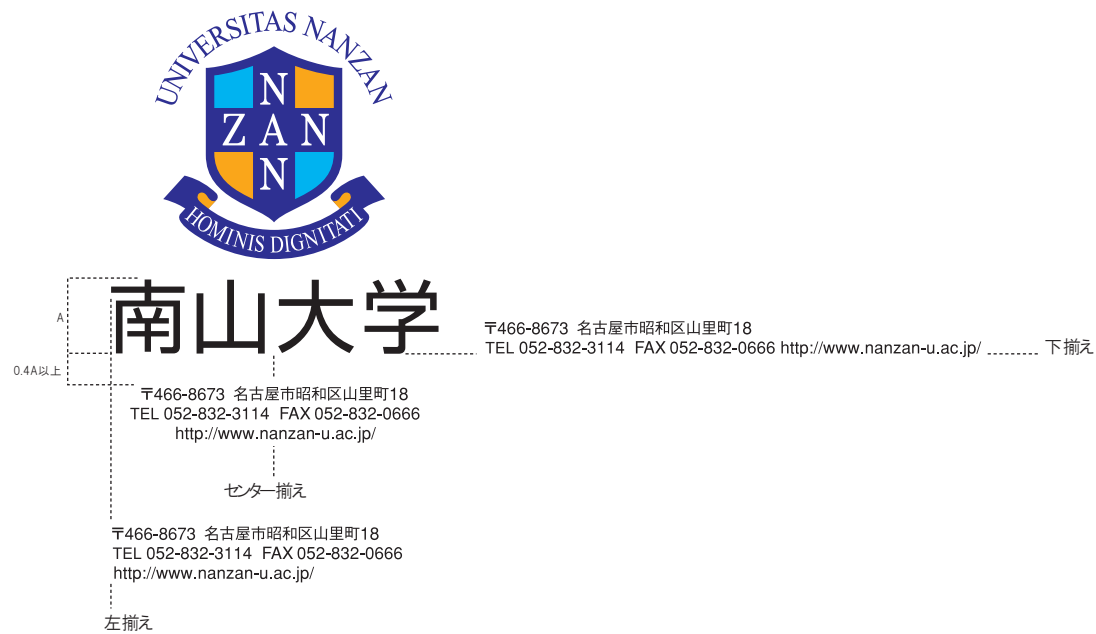 UNIVERSITAS NANZAN
N
ZAN
N
HOMINIS DIGNITATI
南山大学
A
0.4A以上
〒466-8673 名古屋市昭和区山里町18
TEL 052-832-3114 FAX 052-832-0666 http://www.nanzan-u.ac.jp/
下揃え
〒466-8673 名古屋市昭和区山里町18
TEL 052-832-3114 FAX 052-832-0666
http://www.nanzan-u.ac.jp/
センター揃え
〒466-8673 名古屋市昭和区山里町18
TEL 052-832-3114 FAX 052-832-0666
http://www.nanzan-u.ac.jp/
左揃え